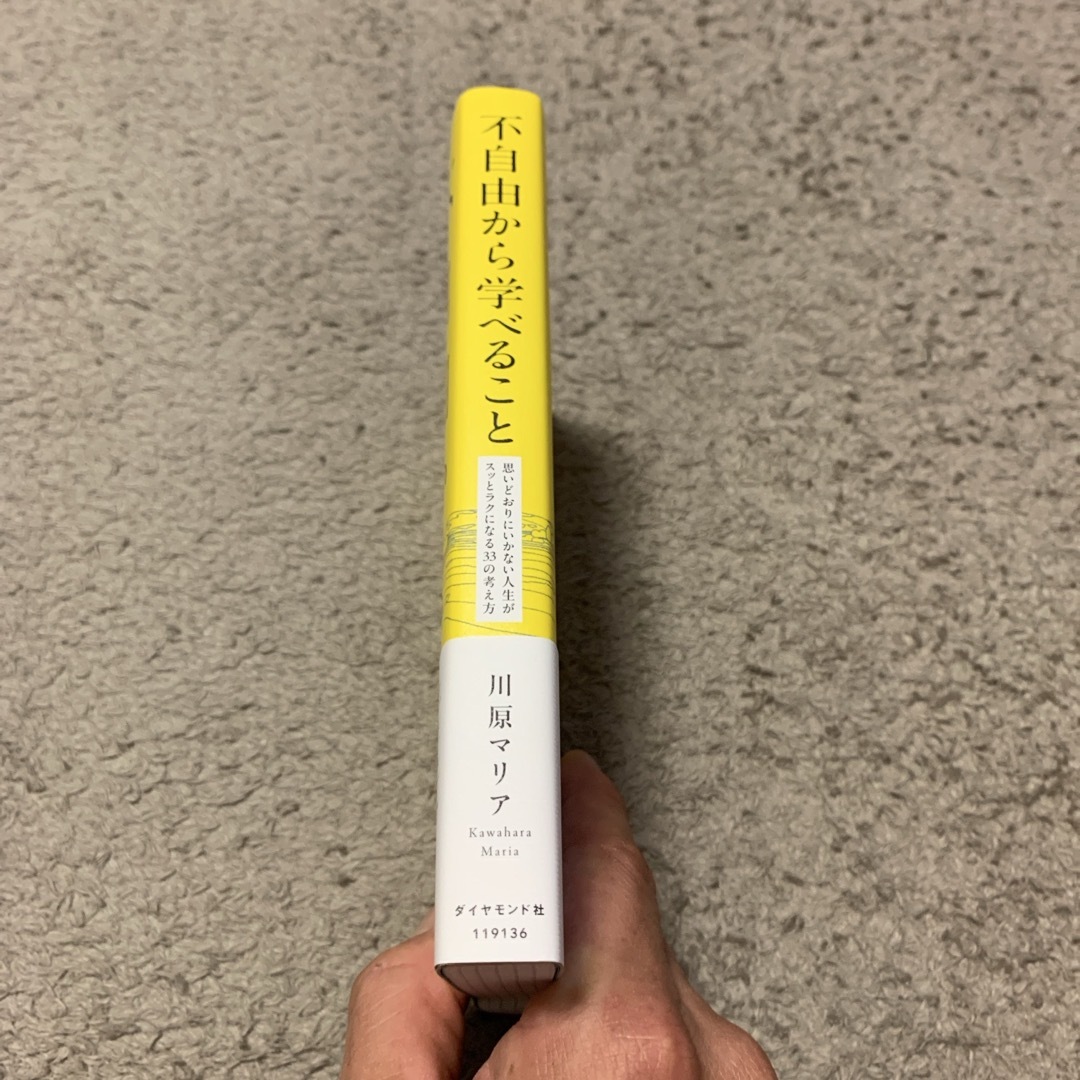 不自由から学べること
思いどおりにいかない人生が
スッとラクになる33の考え方
川原マリア
Kawahara
Maria
ダイヤモンド社
119136